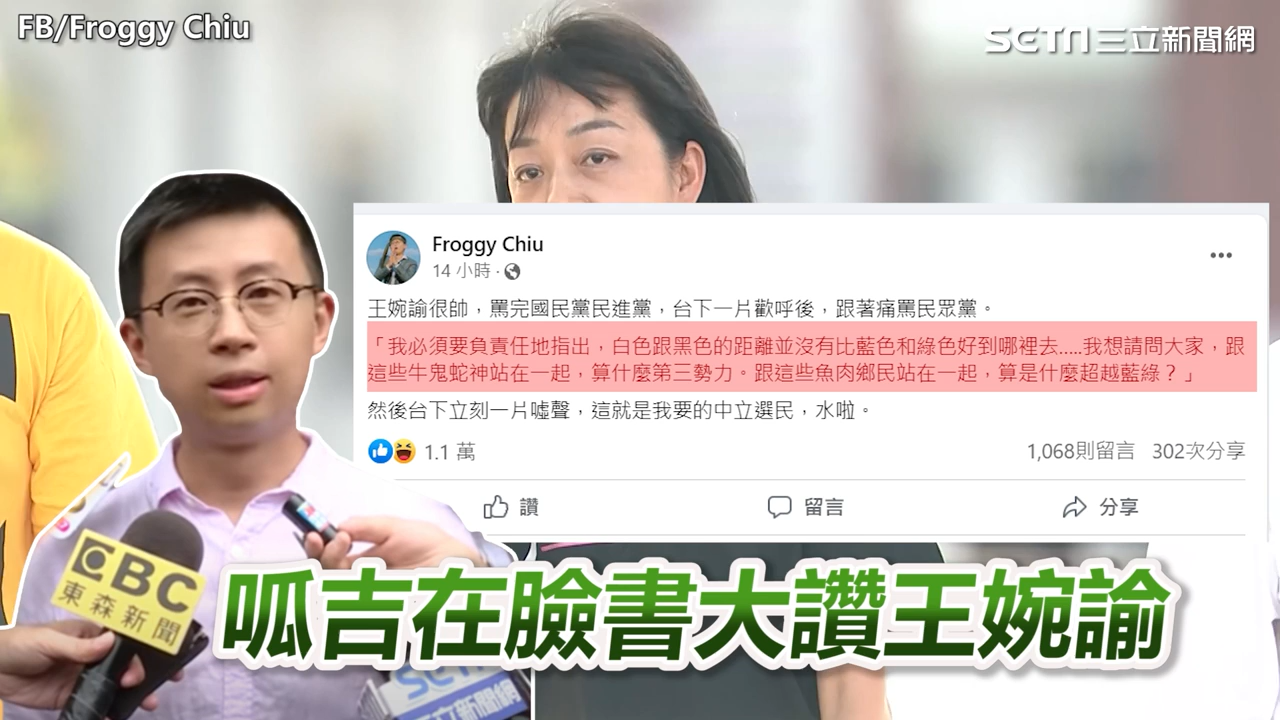 FB/Froggy Chiu
SETN三立新聞網
Froggy Chiu
14 小時 ·
王婉諭很帥，罵完國民黨民進黨，台下一片歡呼後，跟著痛罵民眾黨。
「我必須要負責任地指出，白色跟黑色的距離並沒有比藍色和綠色好到哪裡去.....我想請問大家，跟
這些牛鬼蛇神站在一起，算什麼第三勢力。跟這些魚肉鄉民站在一起，算是什麼超越藍綠？」
然後台下立刻一片噓聲，這就是我要的中立選民，水啦。
1.1 萬
1,068則留言 302次分享
讚 留言 分享
EBC
東森新聞
呱吉在臉書大讚王婉諭
SETN
三立新聞網